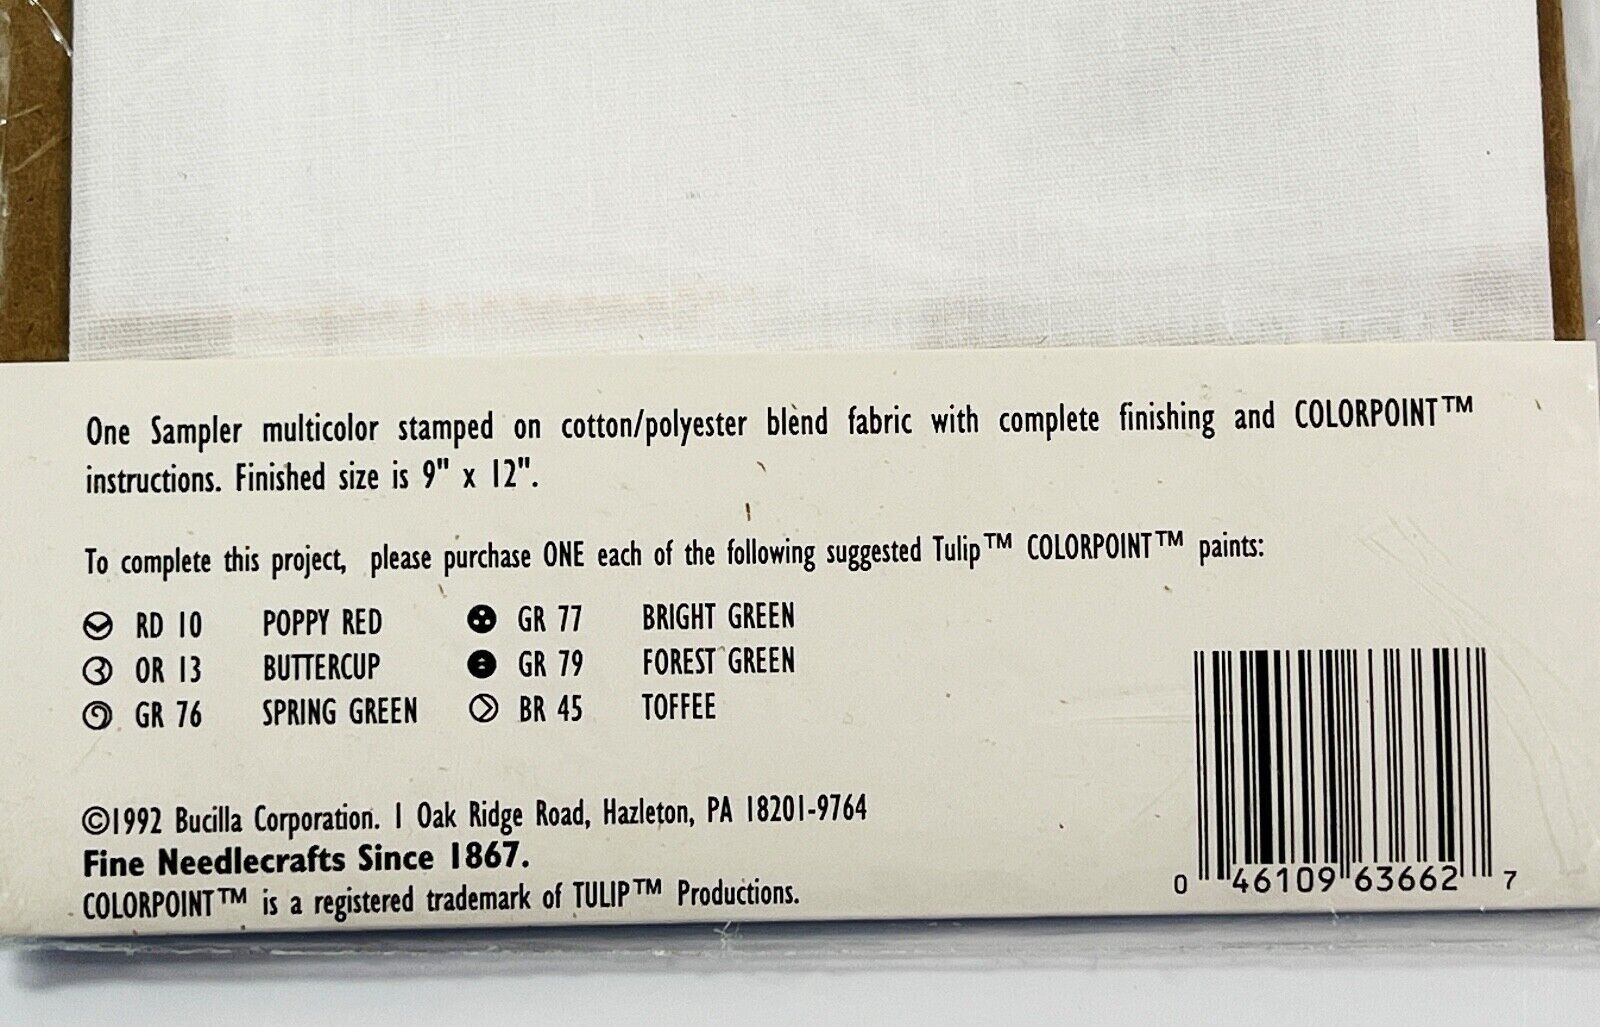 One Sampler multicolor stamped on cotton/polyester blend fabric with complete finishing and COLORPOINT™
instructions. Finished size is 9" x 12".
To complete this project, please purchase ONE each of the following suggested Tulip™ COLORPOINT™ paints:
RD 10 POPPY RED GR 77 BRIGHT GREEN
OR 13 BUTTERCUP GR 79 FOREST GREEN
GR 76 SPRING GREEN BR 45 TOFFEE
©1992 Bucilla Corporation. 1 Oak Ridge Road, Hazleton, PA 18201-9764
Fine Needlecrafts Since 1867.
COLORPOINT™ is a registered trademark of TULIP™ Productions.
0 46109 63662 7